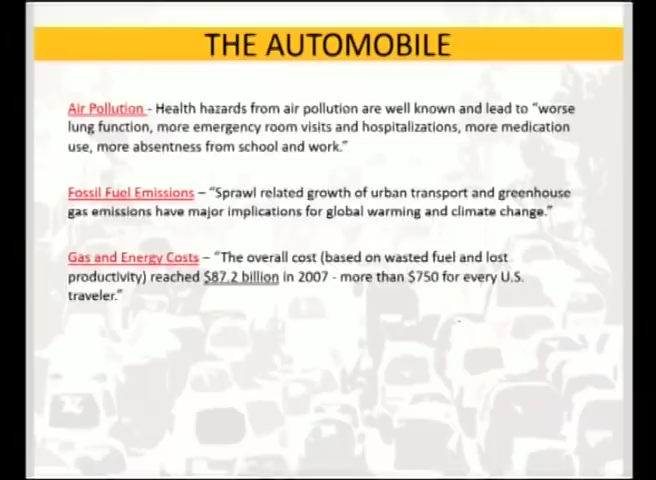 THE AUTOMOBILE
Air Pollution - Health hazards from air pollution are well known and lead to “worse
lung function, more emergency room visits and hospitalizations, more medication
use, more absentness from school and work.”
Fossil Fuel Emissions – “Sprawl related growth of urban transport and greenhouse
gas emissions have major implications for global warming and climate change.”
Gas and Energy Costs – “The overall cost (based on wasted fuel and lost
productivity) reached $87.2 billion in 2007 - more than $750 for every U.S.
traveler.”